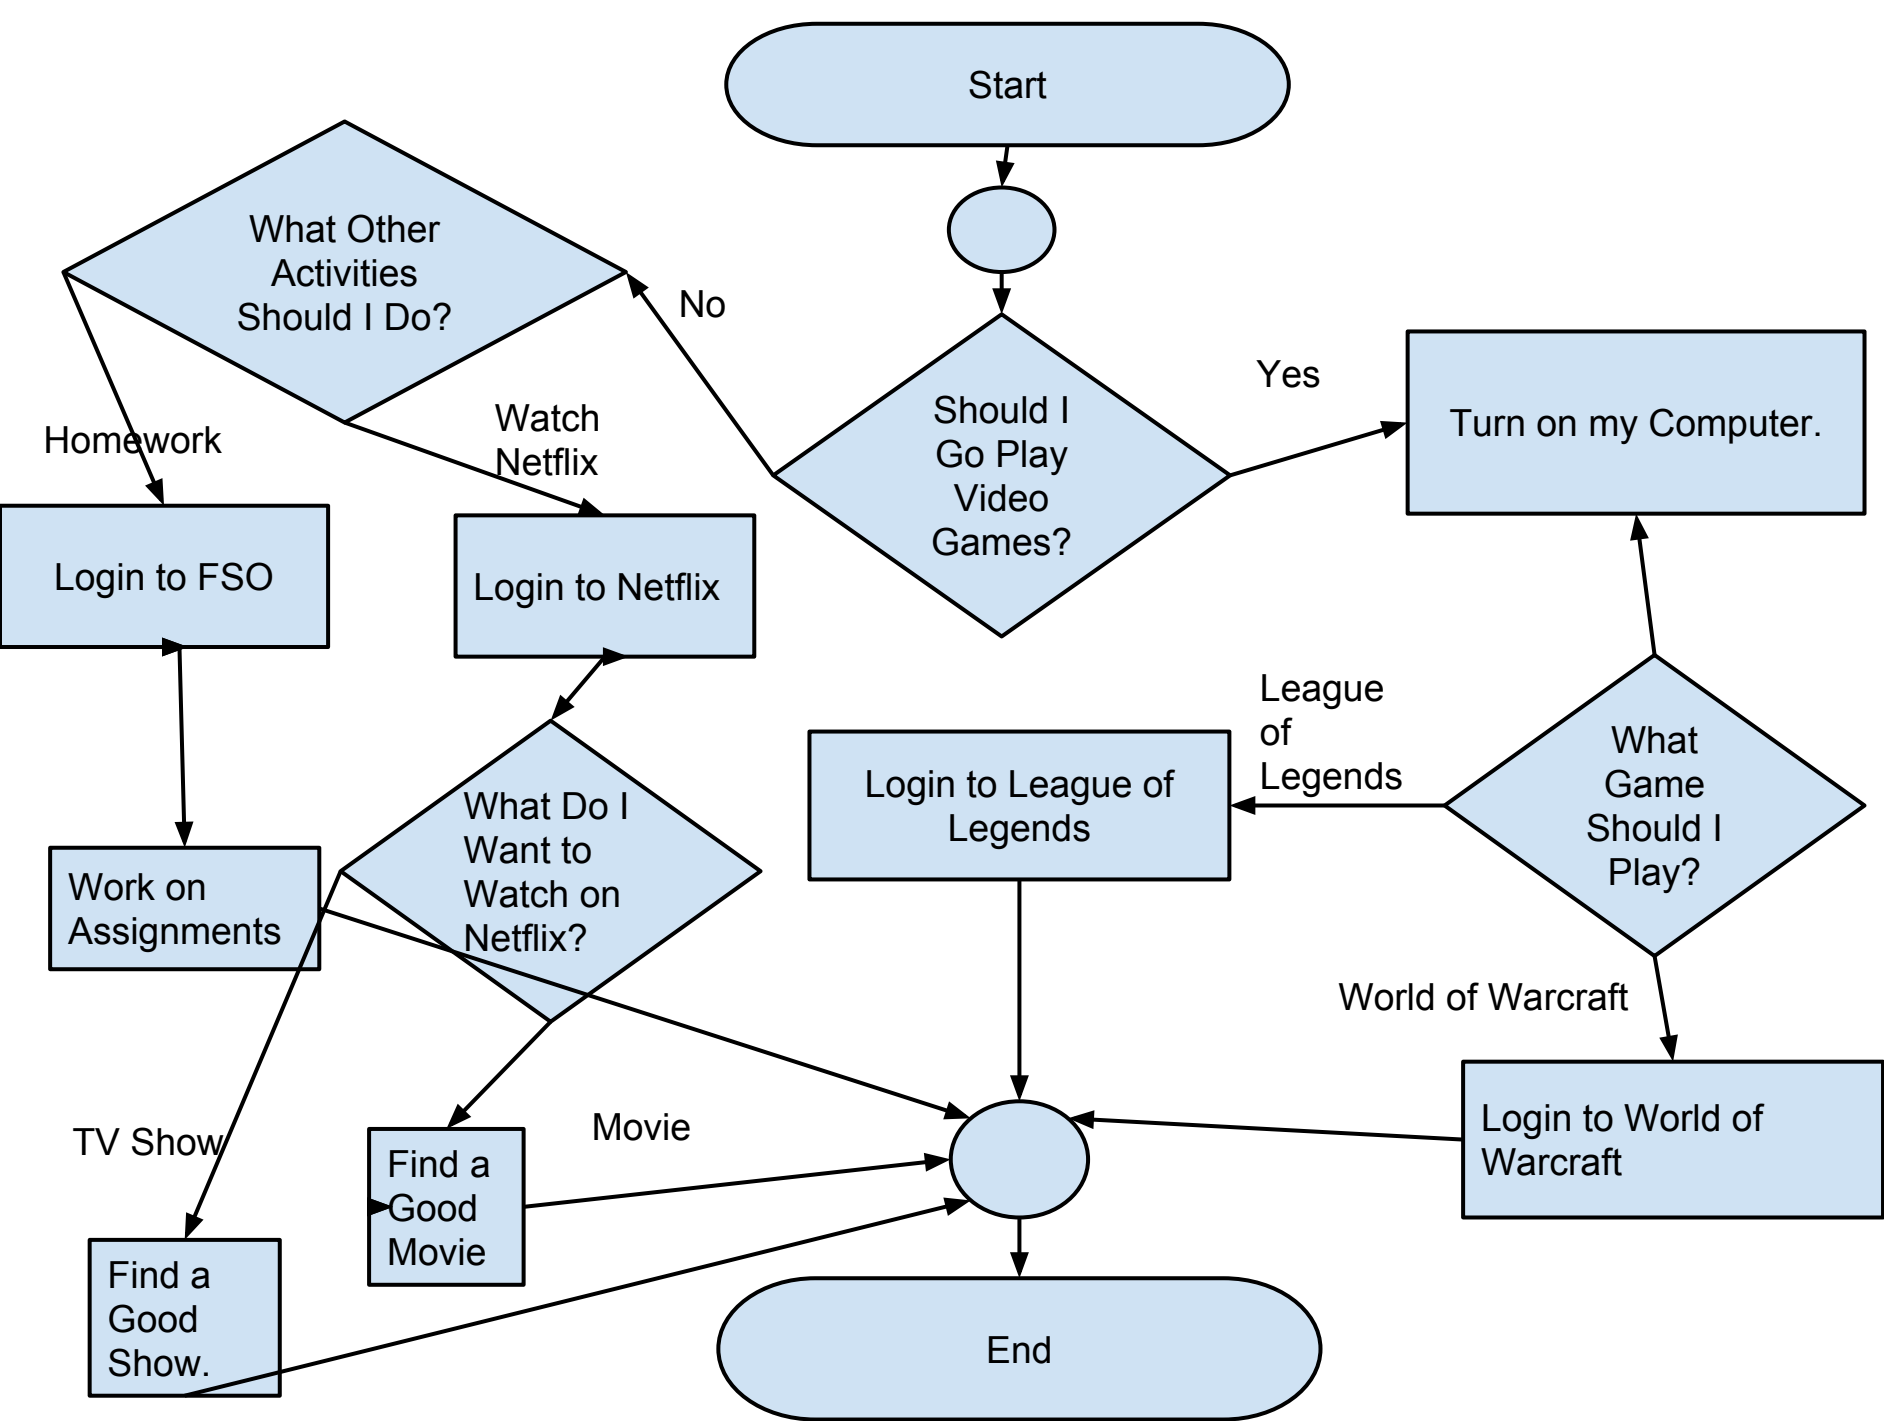 Start
What Other
Activities
Should I Do?
No
Yes
Should I
Go Play
Video
Games?
Turn on my Computer.
Homework
Watch
Netflix
Login to FSO
Login to Netflix
League
of
Legends
What
Game
Should I
Play?
Login to League of
Legends
What Do I
Want to
Watch on
Netflix?
Work on
Assignments
World of Warcraft
TV Show
Movie
Find a
Good
Movie
Login to World of
Warcraft
Find a
Good
Show.
End